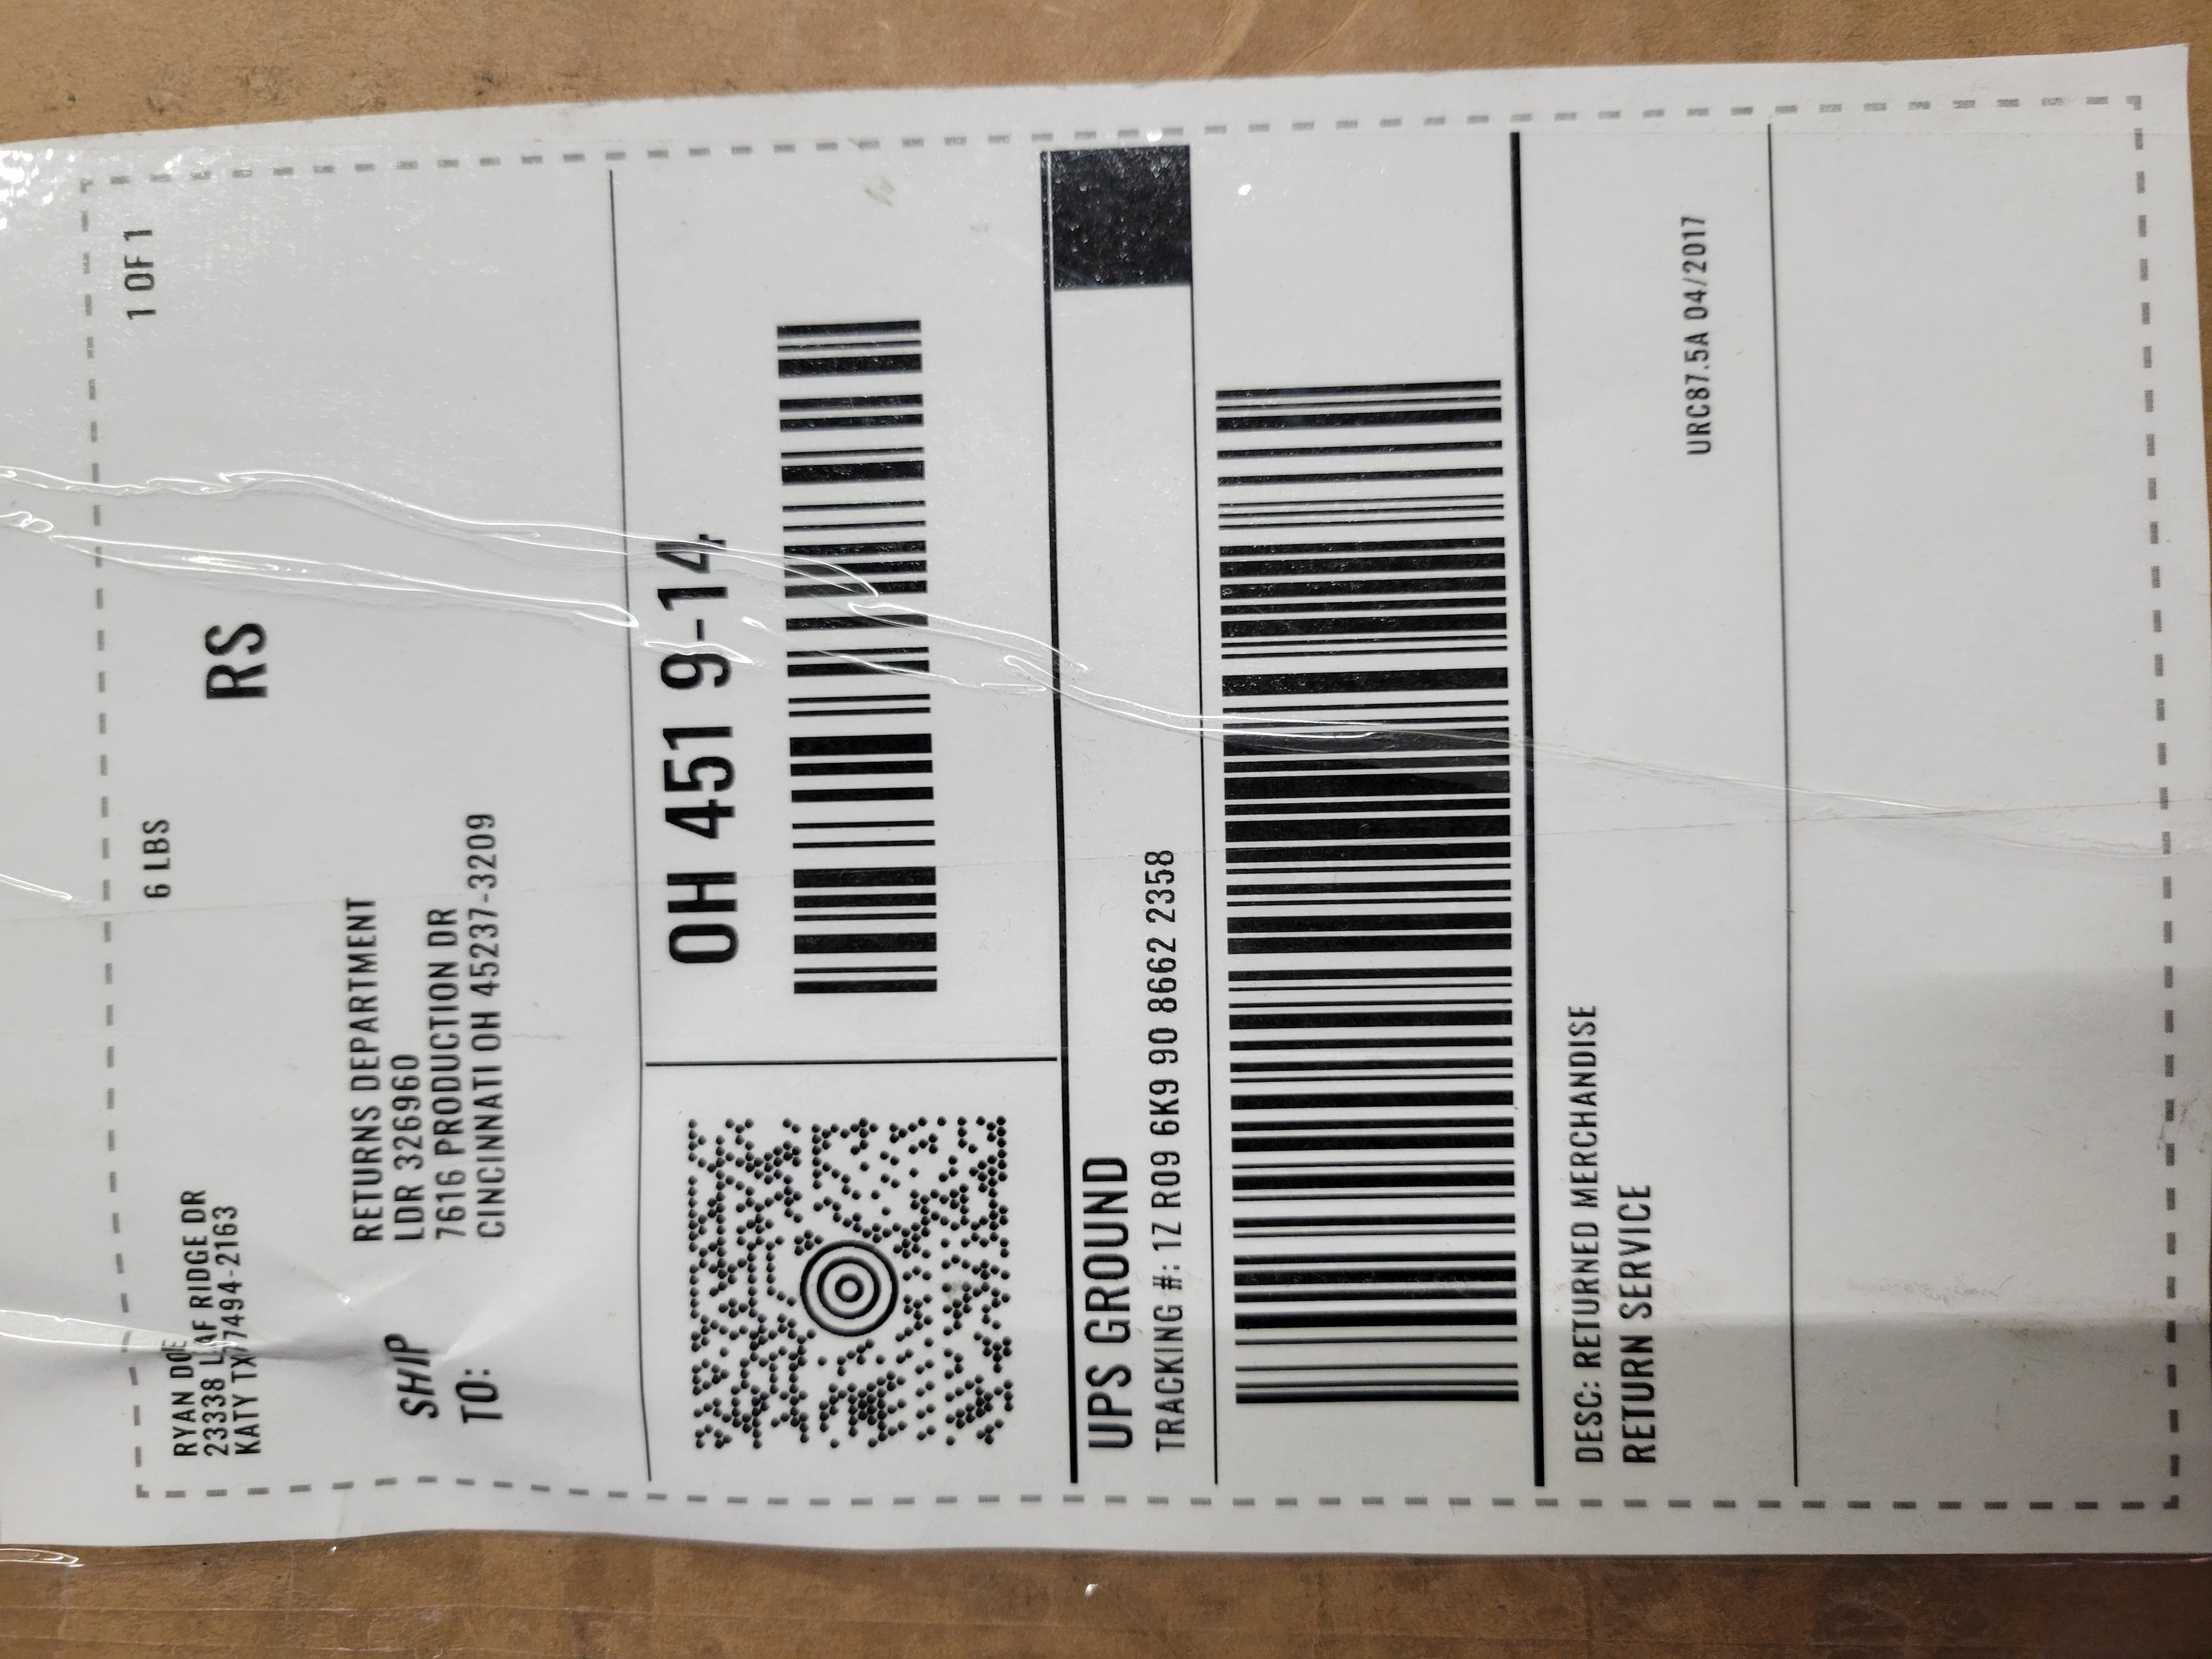 RYAN DOE
23338 LEAF RIDGE DR
KATY TX 77494-2163
6 LBS
1 OF 1
RS
SHIP
TO:
RETURNS DEPARTMENT
LDR 326960
7616 PRODUCTION DR
CINCINNATI OH 45237-3209
OH 451 9-14
UPS GROUND
TRACKING #: 1Z R09 6K9 90 8662 2358
DESC: RETURNED MERCHANDISE
RETURN SERVICE
URC87.5A 04/2017